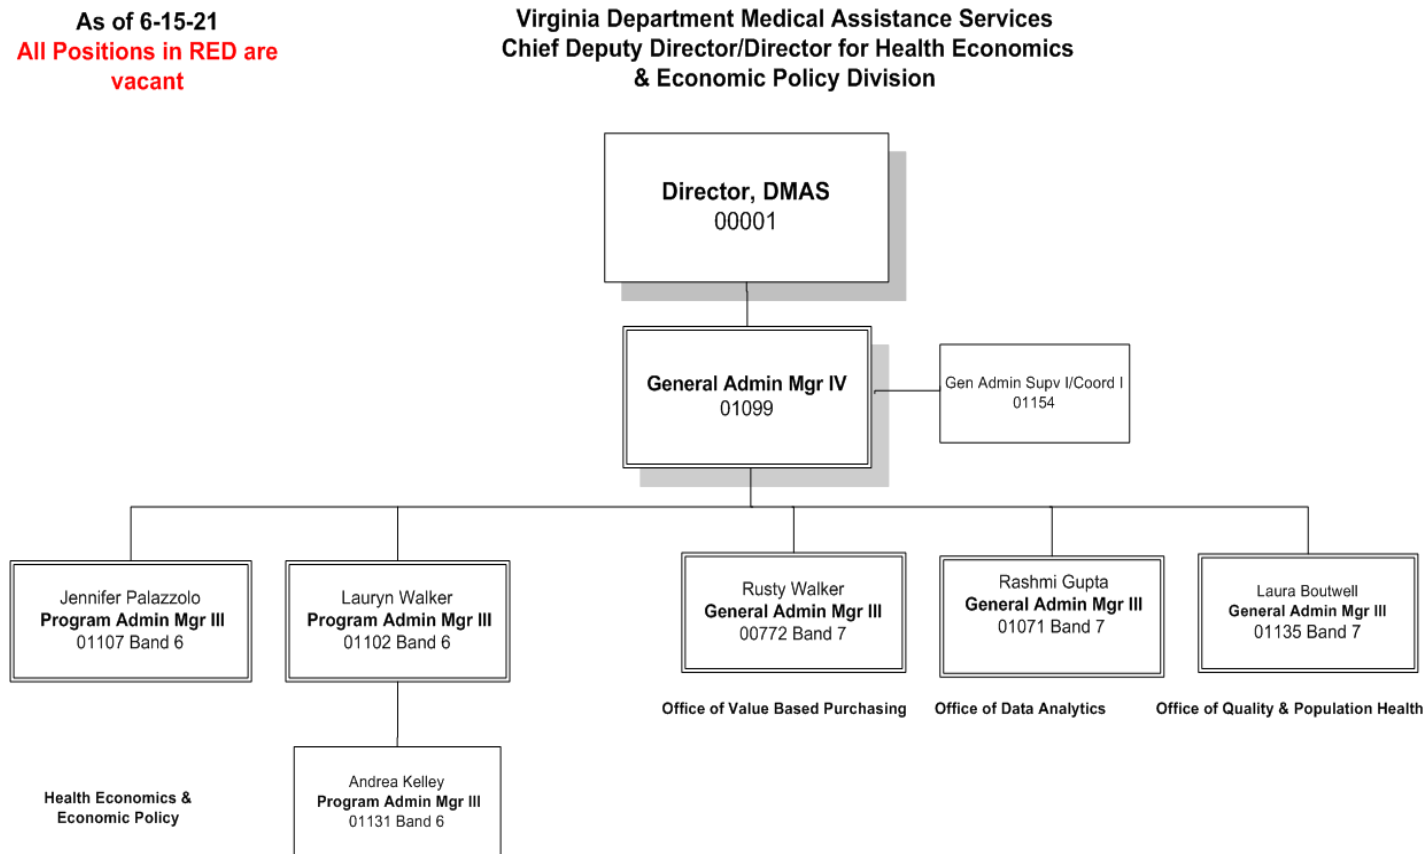 As of 6-15-21
All Positions in RED are
vacant
Virginia Department Medical Assistance Services
Chief Deputy Director/Director for Health Economics
& Economic Policy Division
Director, DMAS
00001
General Admin Mgr IV
01099
Gen Admin Supv I/Coord I
01154
Jennifer Palazzolo
Program Admin Mgr III
01107 Band 6
Lauryn Walker
Program Admin Mgr III
01102 Band 6
Rusty Walker
General Admin Mgr III
00772 Band 7
Rashmi Gupta
General Admin Mgr III
01071 Band 7
Laura Boutwell
General Admin Mgr III
01135 Band 7
Office of Value Based Purchasing
Office of Data Analytics
Office of Quality & Population Health
Health Economics &
Economic Policy
Andrea Kelley
Program Admin Mgr III
01131 Band 6